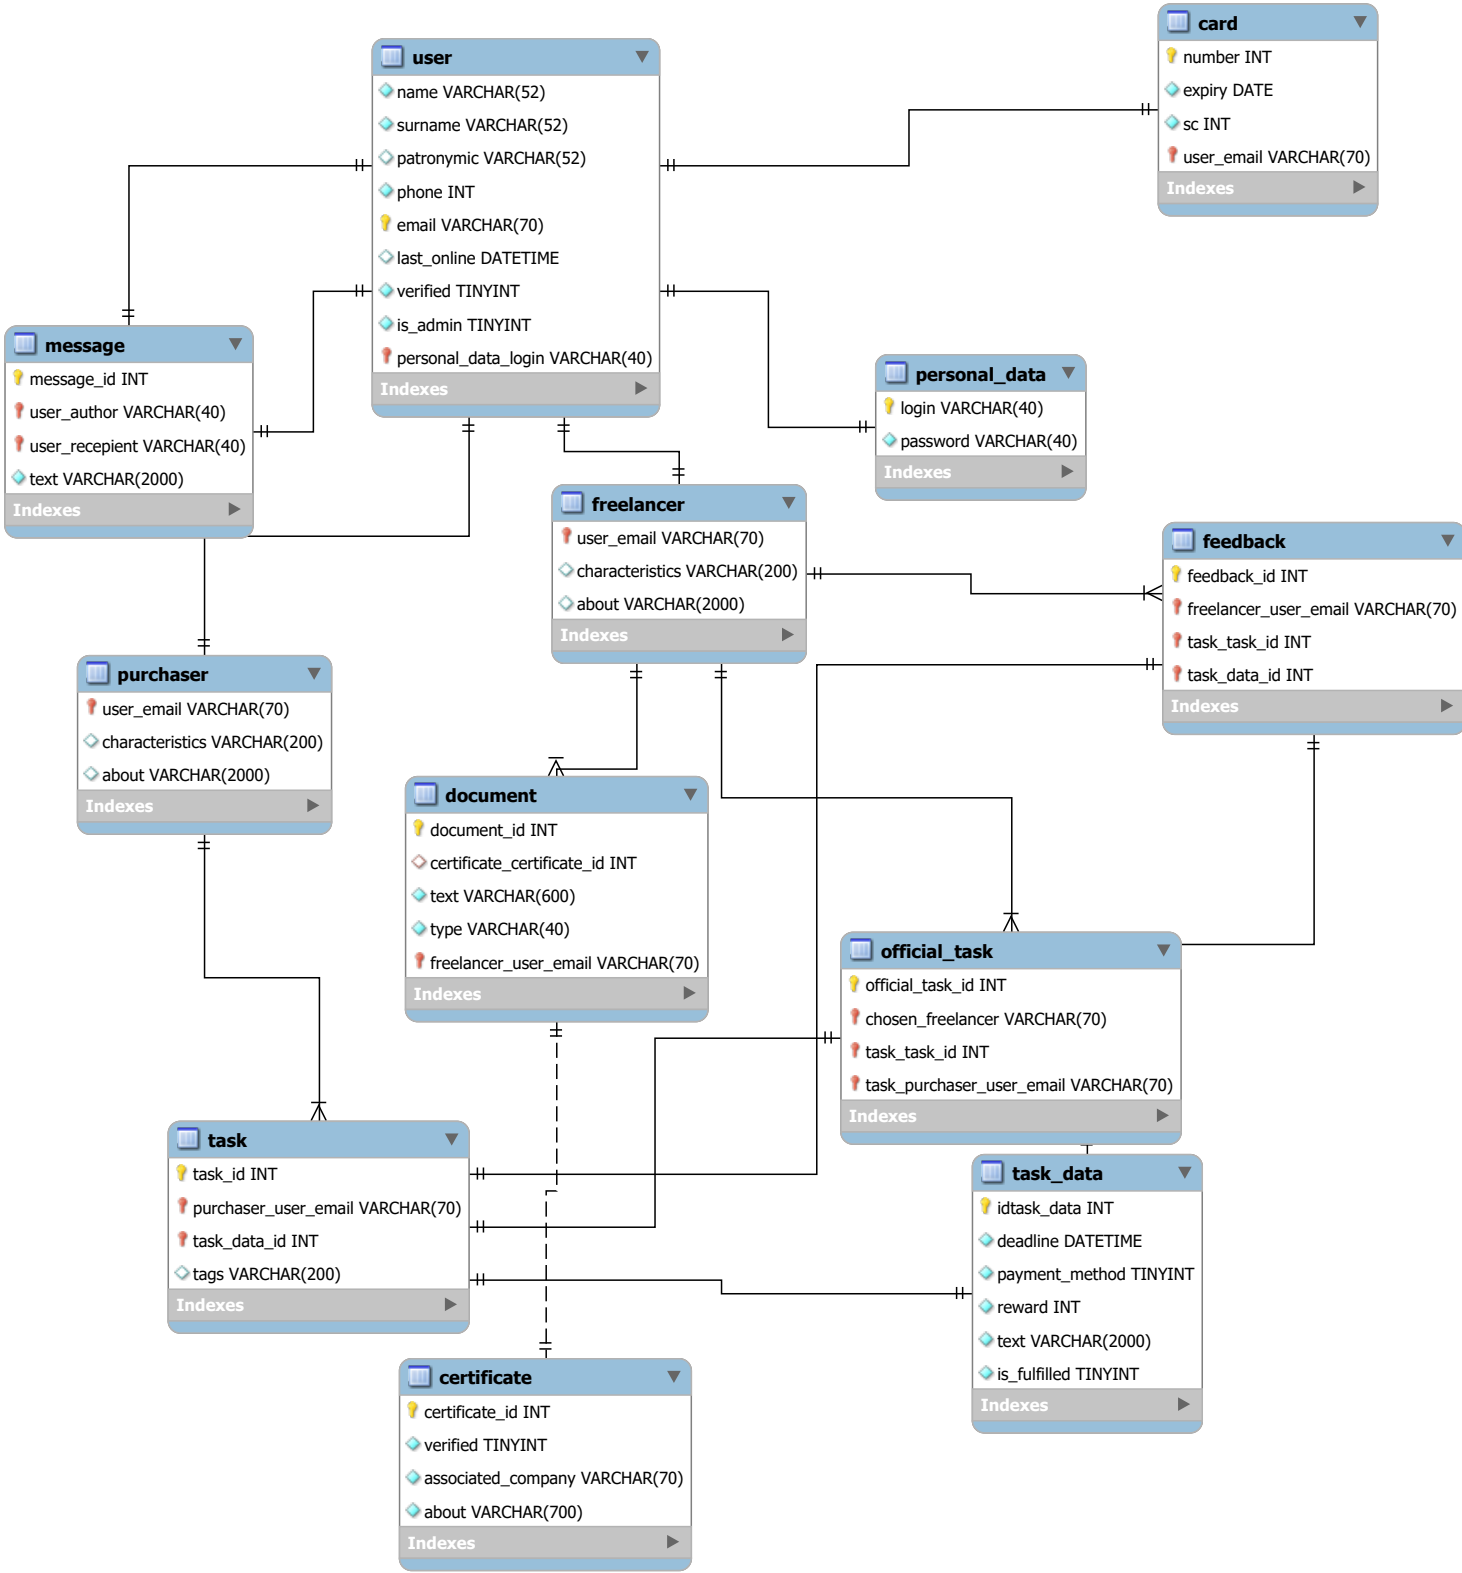 user
name VARCHAR(52)
surname VARCHAR(52)
patronymic VARCHAR(52)
phone INT
email VARCHAR(70)
last_online DATETIME
verified TINYINT
is_admin TINYINT
personal_data_login VARCHAR(40)
Indexes
card
number INT
expiry DATE
sc INT
user_email VARCHAR(70)
Indexes
message
message_id INT
user_author VARCHAR(40)
user_recepient VARCHAR(40)
text VARCHAR(2000)
Indexes
personal_data
login VARCHAR(40)
password VARCHAR(40)
Indexes
freelancer
user_email VARCHAR(70)
characteristics VARCHAR(200)
about VARCHAR(2000)
Indexes
feedback
feedback_id INT
freelancer_user_email VARCHAR(70)
task_task_id INT
task_data_id INT
Indexes
purchaser
user_email VARCHAR(70)
characteristics VARCHAR(200)
about VARCHAR(2000)
Indexes
document
document_id INT
certificate_certificate_id INT
text VARCHAR(600)
type VARCHAR(40)
freelancer_user_email VARCHAR(70)
Indexes
official_task
official_task_id INT
chosen_freelancer VARCHAR(70)
task_task_id INT
task_purchaser_user_email VARCHAR(70)
Indexes
task
task_id INT
purchaser_user_email VARCHAR(70)
task_data_id INT
tags VARCHAR(200)
Indexes
task_data
idtask_data INT
deadline DATETIME
payment_method TINYINT
reward INT
text VARCHAR(2000)
is_fulfilled TINYINT
Indexes
certificate
certificate_id INT
verified TINYINT
associated_company VARCHAR(70)
about VARCHAR(700)
Indexes